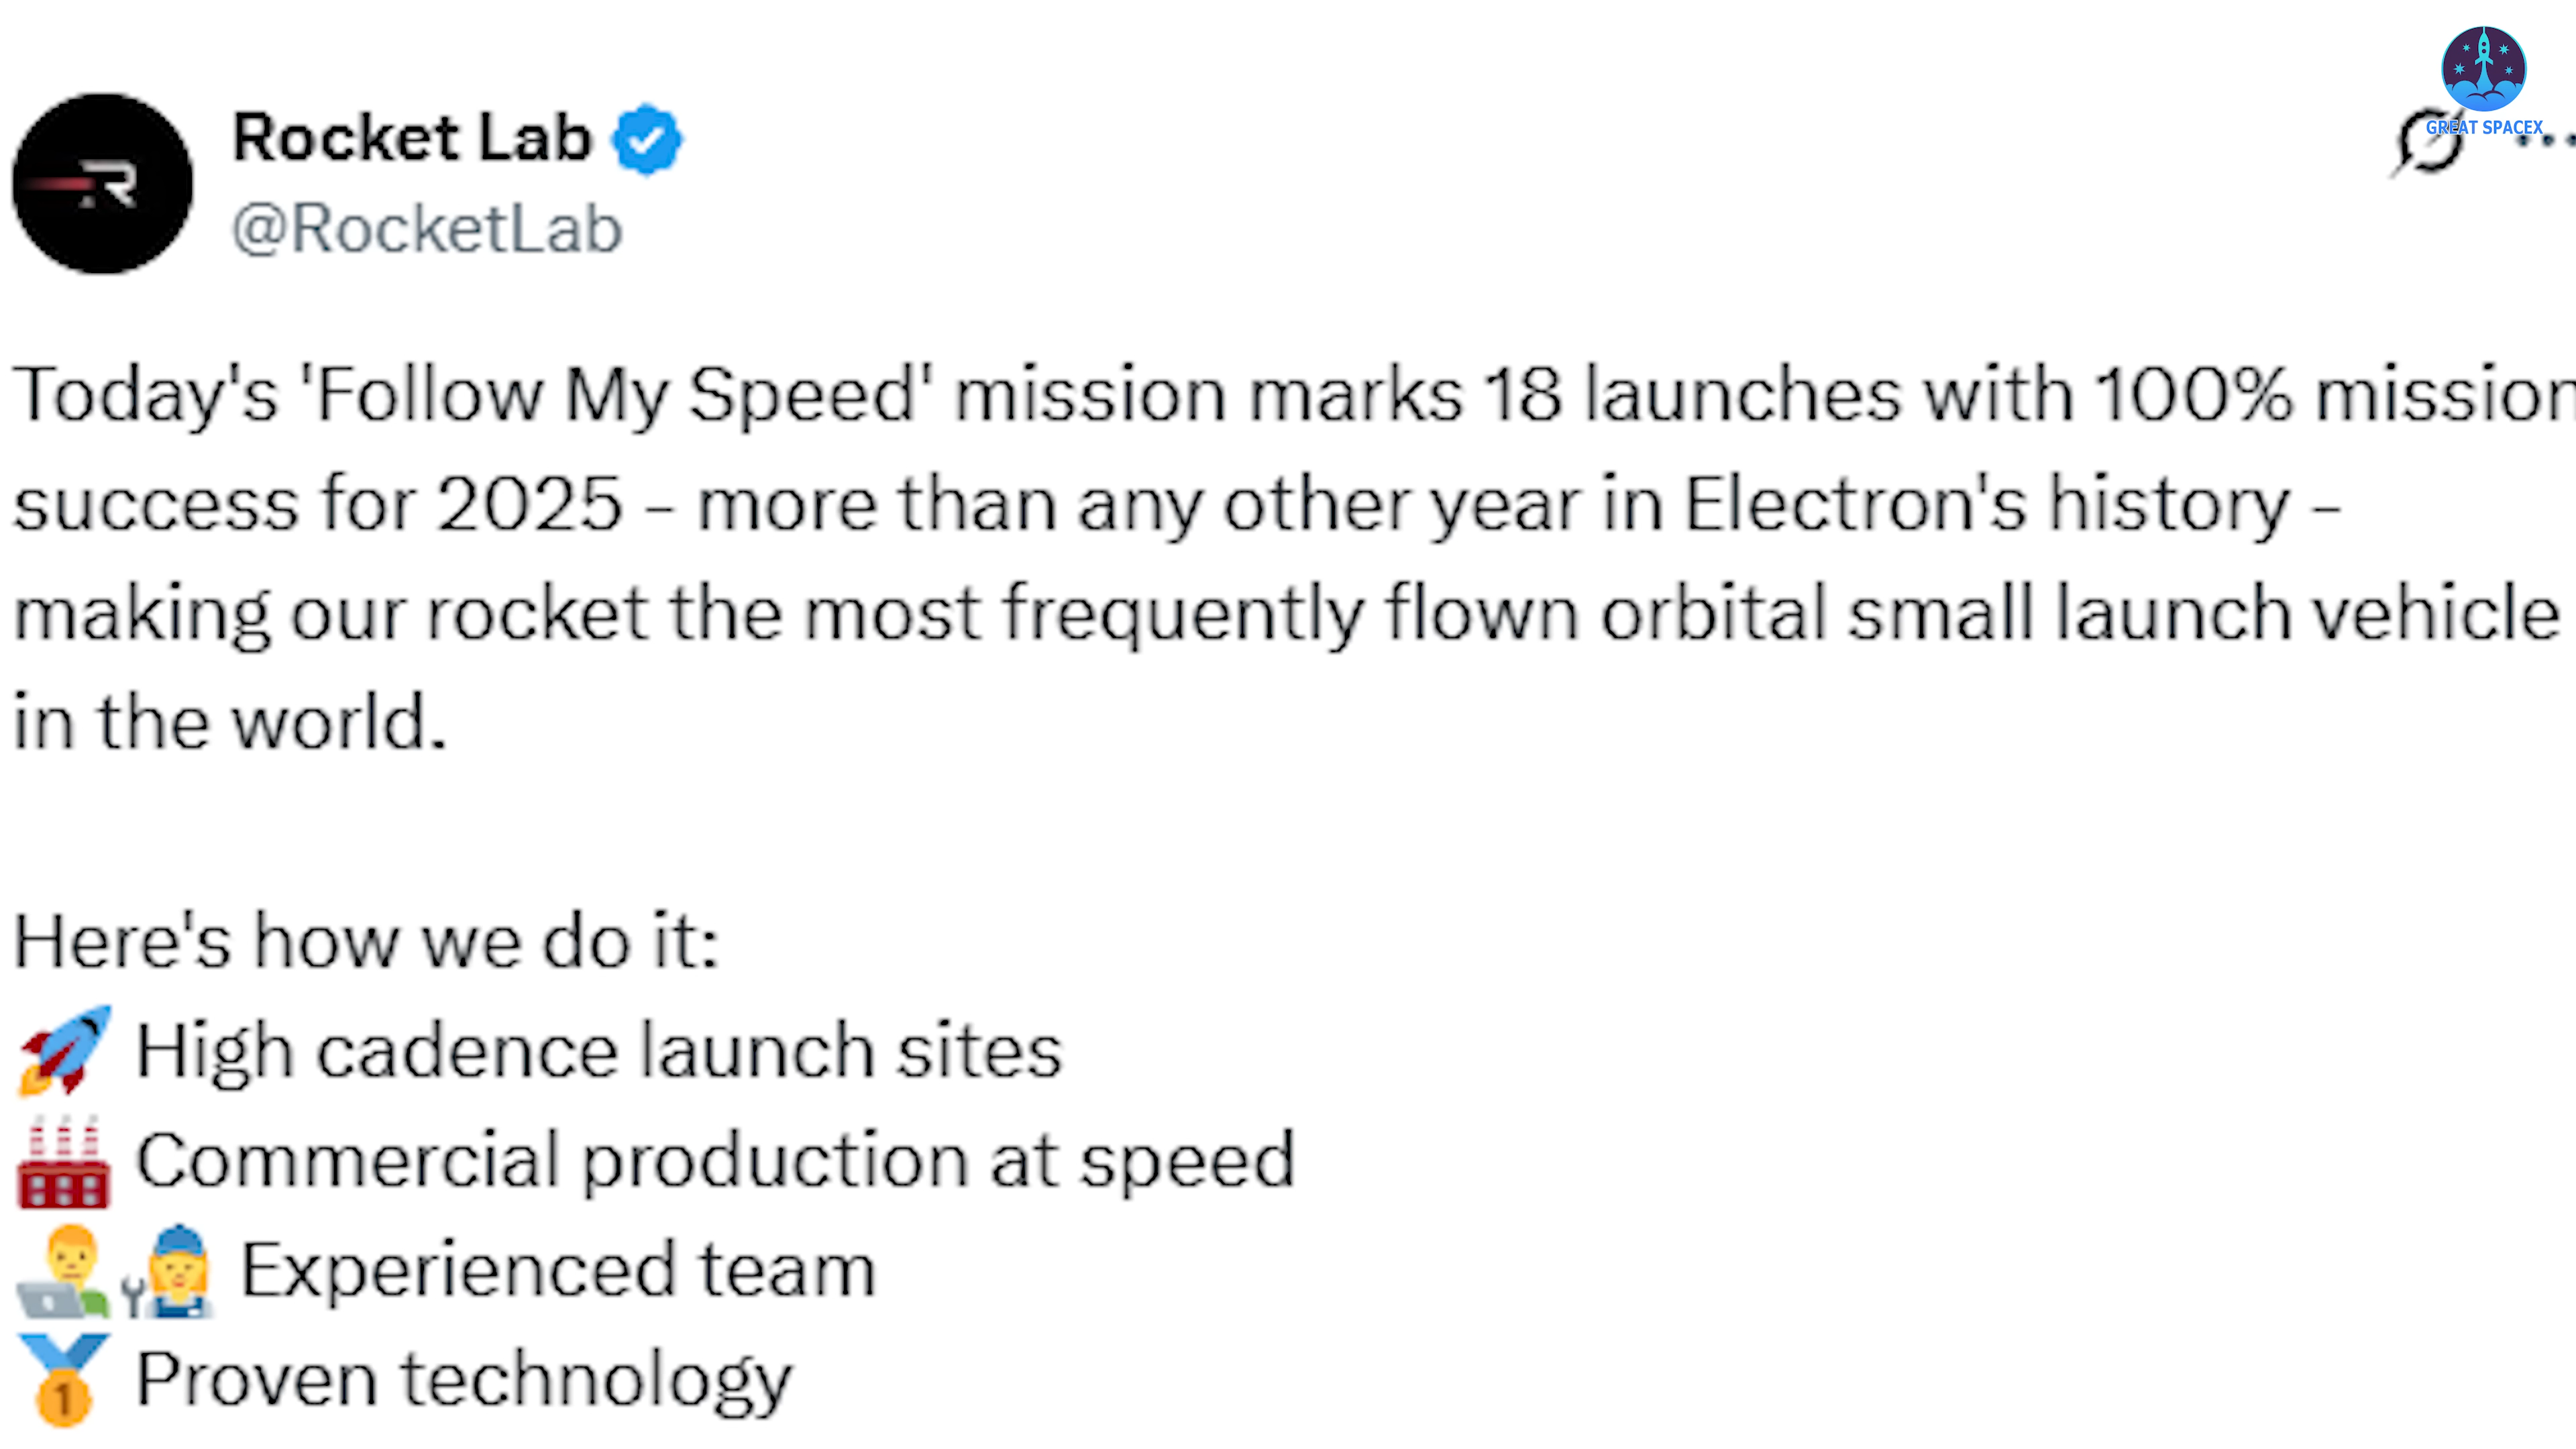 GREAT SPACEX
Rocket Lab
@RocketLab
Today's 'Follow My Speed' mission marks 18 launches with 100% mission
success for 2025 – more than any other year in Electron's history –
making our rocket the most frequently flown orbital small launch vehicle
in the world.
Here's how we do it:
🚀 High cadence launch sites
🏭 Commercial production at speed
👨‍💻👩‍🔧 Experienced team
🥇 Proven technology